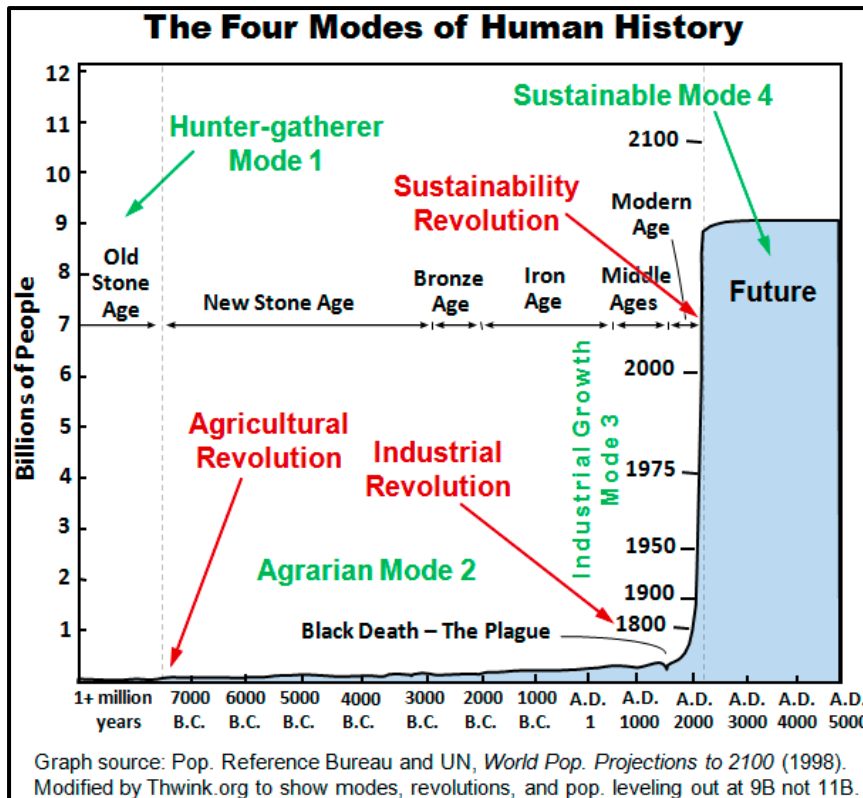 The Four Modes of Human History
Billions of People
12
11
10
9
8
7
6
5
4
3
2
1
Hunter-gatherer
Mode 1
Sustainable Mode 4
Sustainability
Revolution
Modern
Age
Old
Stone
Age
New Stone Age
Bronze
Age
Iron
Age
Middle
Ages
Future
Agricultural
Revolution
Industrial
Revolution
Industrial Growth
Mode 3
Agrarian Mode 2
Black Death – The Plague
2100
2000
1975
1950
1900
1800
1+ million
years
7000
B.C.
6000
B.C.
5000
B.C.
4000
B.C.
3000
B.C.
2000
B.C.
1000
B.C.
A.D.
1
A.D.
1000
A.D.
2000
A.D.
3000
A.D.
4000
A.D.
5000
Graph source: Pop. Reference Bureau and UN, World Pop. Projections to 2100 (1998).
Modified by Thwink.org to show modes, revolutions, and pop. leveling out at 9B not 11B.